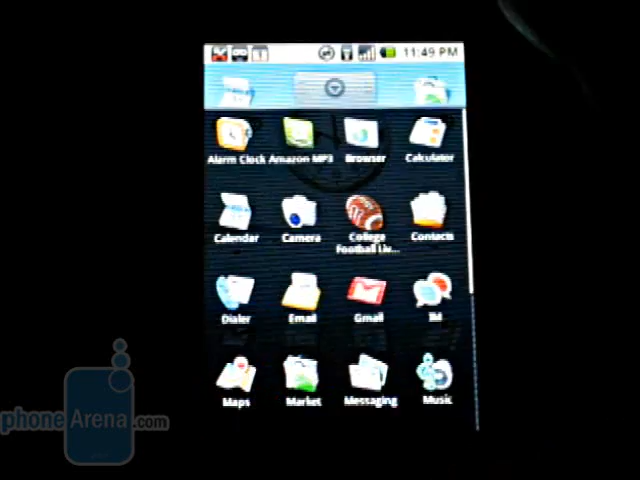 11:49 PM
Alarm Clock Amazon MP3 Browser Calculator
Calendar Camera College Football Liv... Contacts
Dialer Email Gmail IM
Maps Market Messaging Music
phoneArena.com